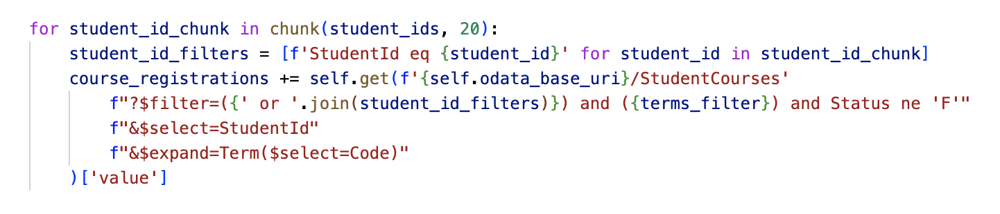 for student_id_chunk in chunk(student_ids, 20):
    student_id_filters = [f'StudentId eq {student_id}' for student_id in student_id_chunk]
    course_registrations += self.get(f'{self.odata_base_uri}/StudentCourses'
        f"?$filter=({' or '.join(student_id_filters)}) and ({terms_filter}) and Status ne 'F'"
        f"&$select=StudentId"
        f"&$expand=Term($select=Code)"
    )['value']